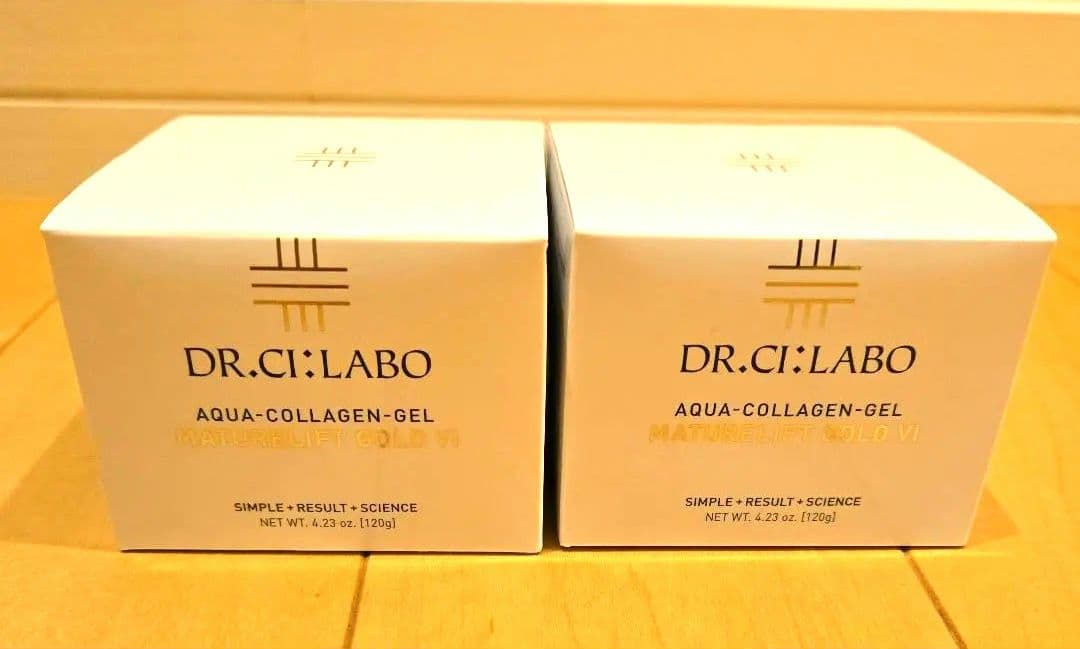 DR.CI:LABO
AQUA-COLLAGEN-GEL
MATURELIFT GOLD VI
SIMPLE+RESULT+SCIENCE
NET WT. 4.23 oz. [120g]
DR.CI:LABO
AQUA-COLLAGEN-GEL
MATURELIFT GOLD VI
SIMPLE+RESULT+SCIENCE
NET WT. 4.23 oz. [120g]